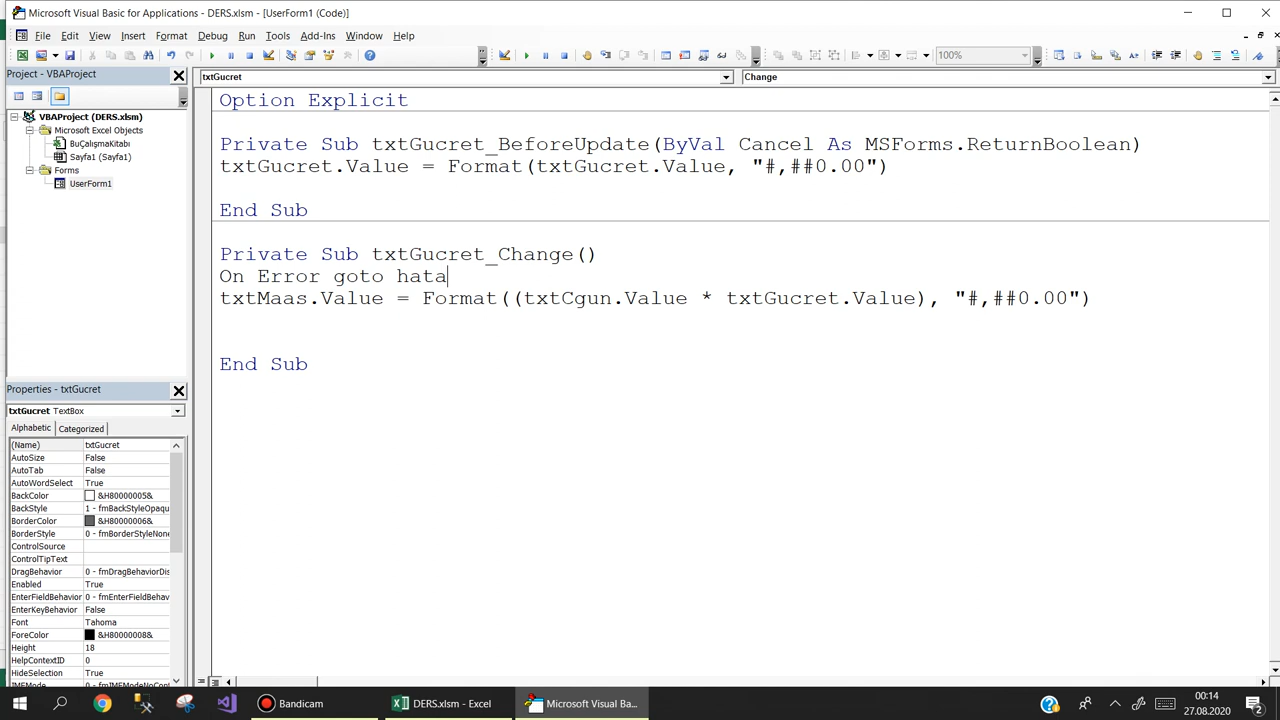 Microsoft Visual Basic for Applications - DERS.xlsm - [UserForm1 (Code)]
File Edit View Insert Format Debug Run Tools Add-Ins Window Help
100%
Project - VBAProject
VBAProject (DERS.xlsm)
Microsoft Excel Objects
BuÇalışmaKitabı
Sayfa1 (Sayfa1)
Forms
UserForm1
Properties - txtGucret
txtGucret TextBox
Alphabetic Categorized
(Name) txtGucret
AutoSize False
AutoTab False
AutoWordSelect True
BackColor &H80000005&
BackStyle 1 - fmBackStyleOpaqu
BorderColor &H80000006&
BorderStyle 0 - fmBorderStyleNone
ControlSource
ControlTipText
DragBehavior 0 - fmDragBehaviorDis
Enabled True
EnterFieldBehavior 0 - fmEnterFieldBehav
EnterKeyBehavior False
Font Tahoma
ForeColor &H80000008&
Height 18
HelpContextID 0
HideSelection True
txtGucret Change
Option Explicit
Private Sub txtGucret_BeforeUpdate(ByVal Cancel As MSForms.ReturnBoolean)
txtGucret.Value = Format(txtGucret.Value, "#,##0.00")
End Sub
Private Sub txtGucret_Change()
On Error goto hata
txtMaas.Value = Format((txtCgun.Value * txtGucret.Value), "#,##0.00")
End Sub
Bandicam
DERS.xlsm - Excel
Microsoft Visual Ba...
00:14
27.08.2020
2